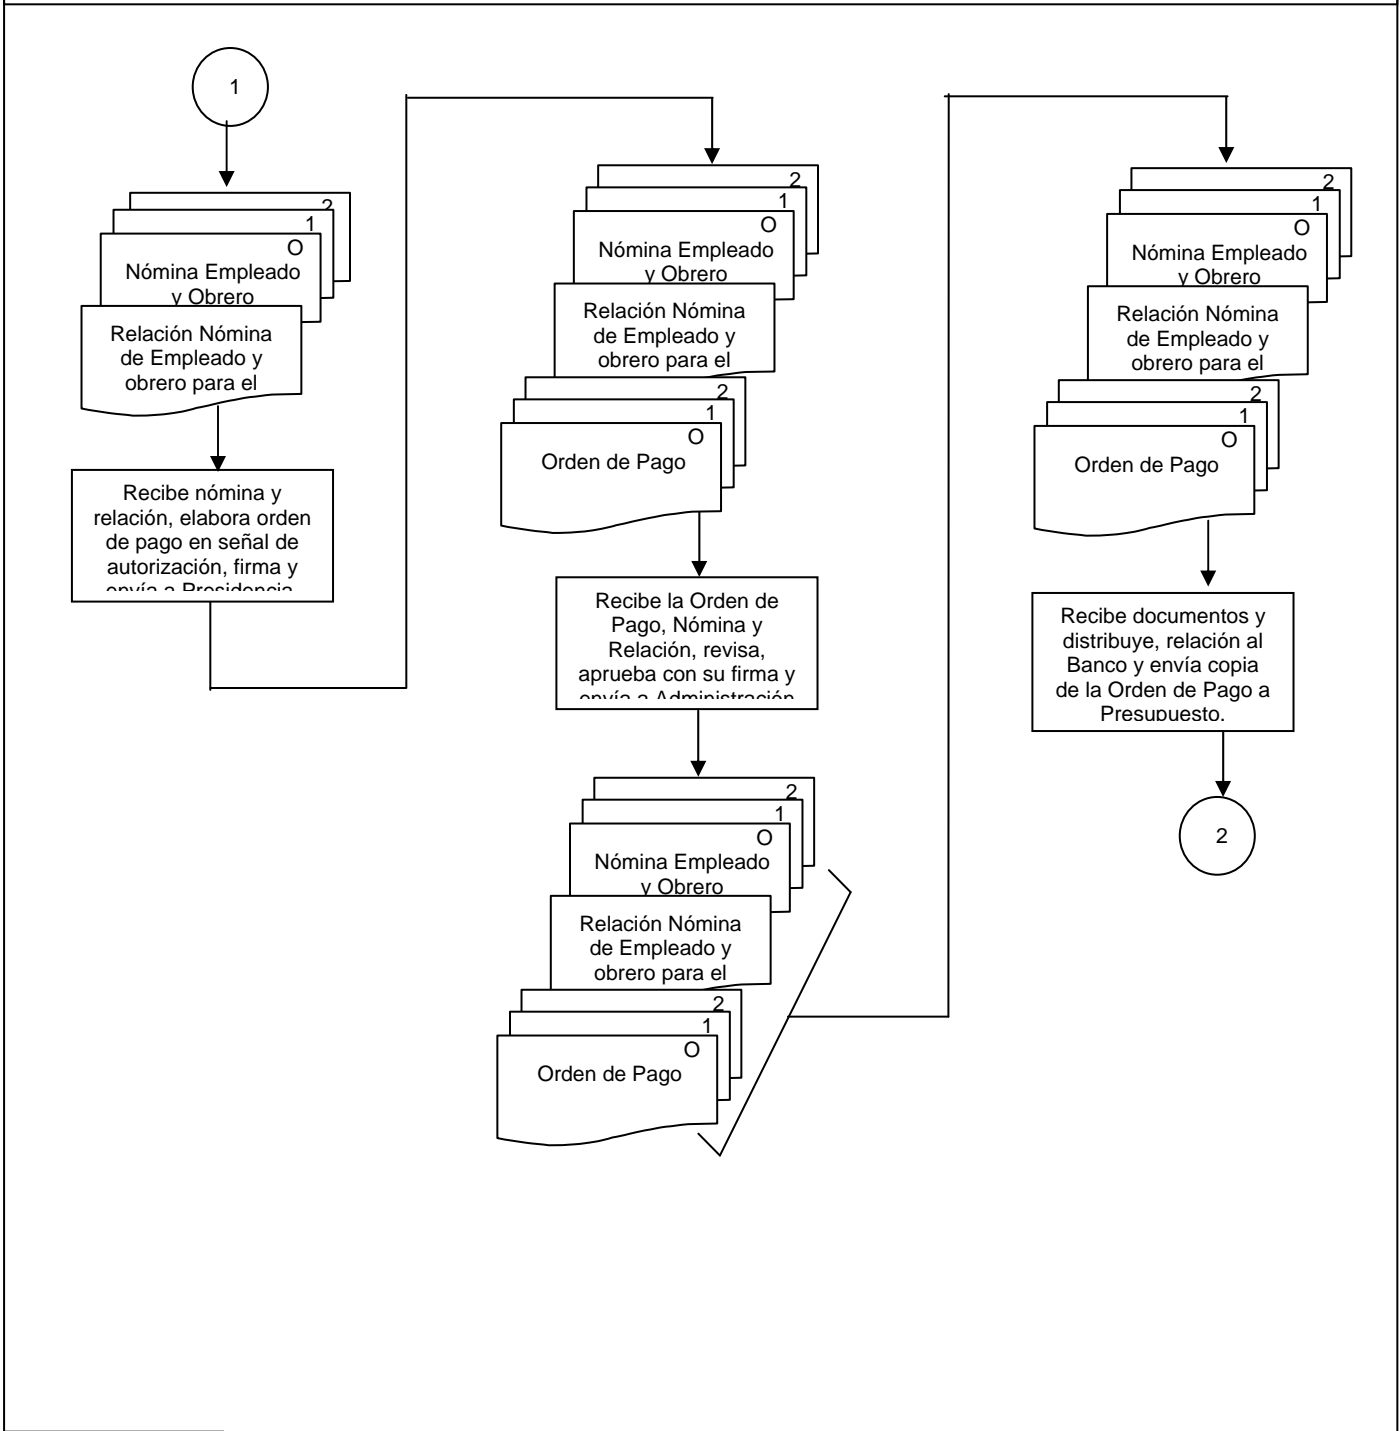 1
2
1
O
Nómina Empleado
y Obrero
Relación Nómina
de Empleado y
obrero para el
Recibe nómina y
relación, elabora orden
de pago en señal de
autorización, firma y
envía a Presidencia.
2
1
O
Nómina Empleado
y Obrero
Relación Nómina
de Empleado y
obrero para el
2
1
O
Orden de Pago
Recibe la Orden de
Pago, Nómina y
Relación, revisa,
aprueba con su firma y
envía a Administración
2
1
O
Nómina Empleado
y Obrero
Relación Nómina
de Empleado y
obrero para el
2
1
O
Orden de Pago
2
1
O
Nómina Empleado
y Obrero
Relación Nómina
de Empleado y
obrero para el
2
1
O
Orden de Pago
Recibe documentos y
distribuye, relación al
Banco y envía copia
de la Orden de Pago a
Presupuesto.
2